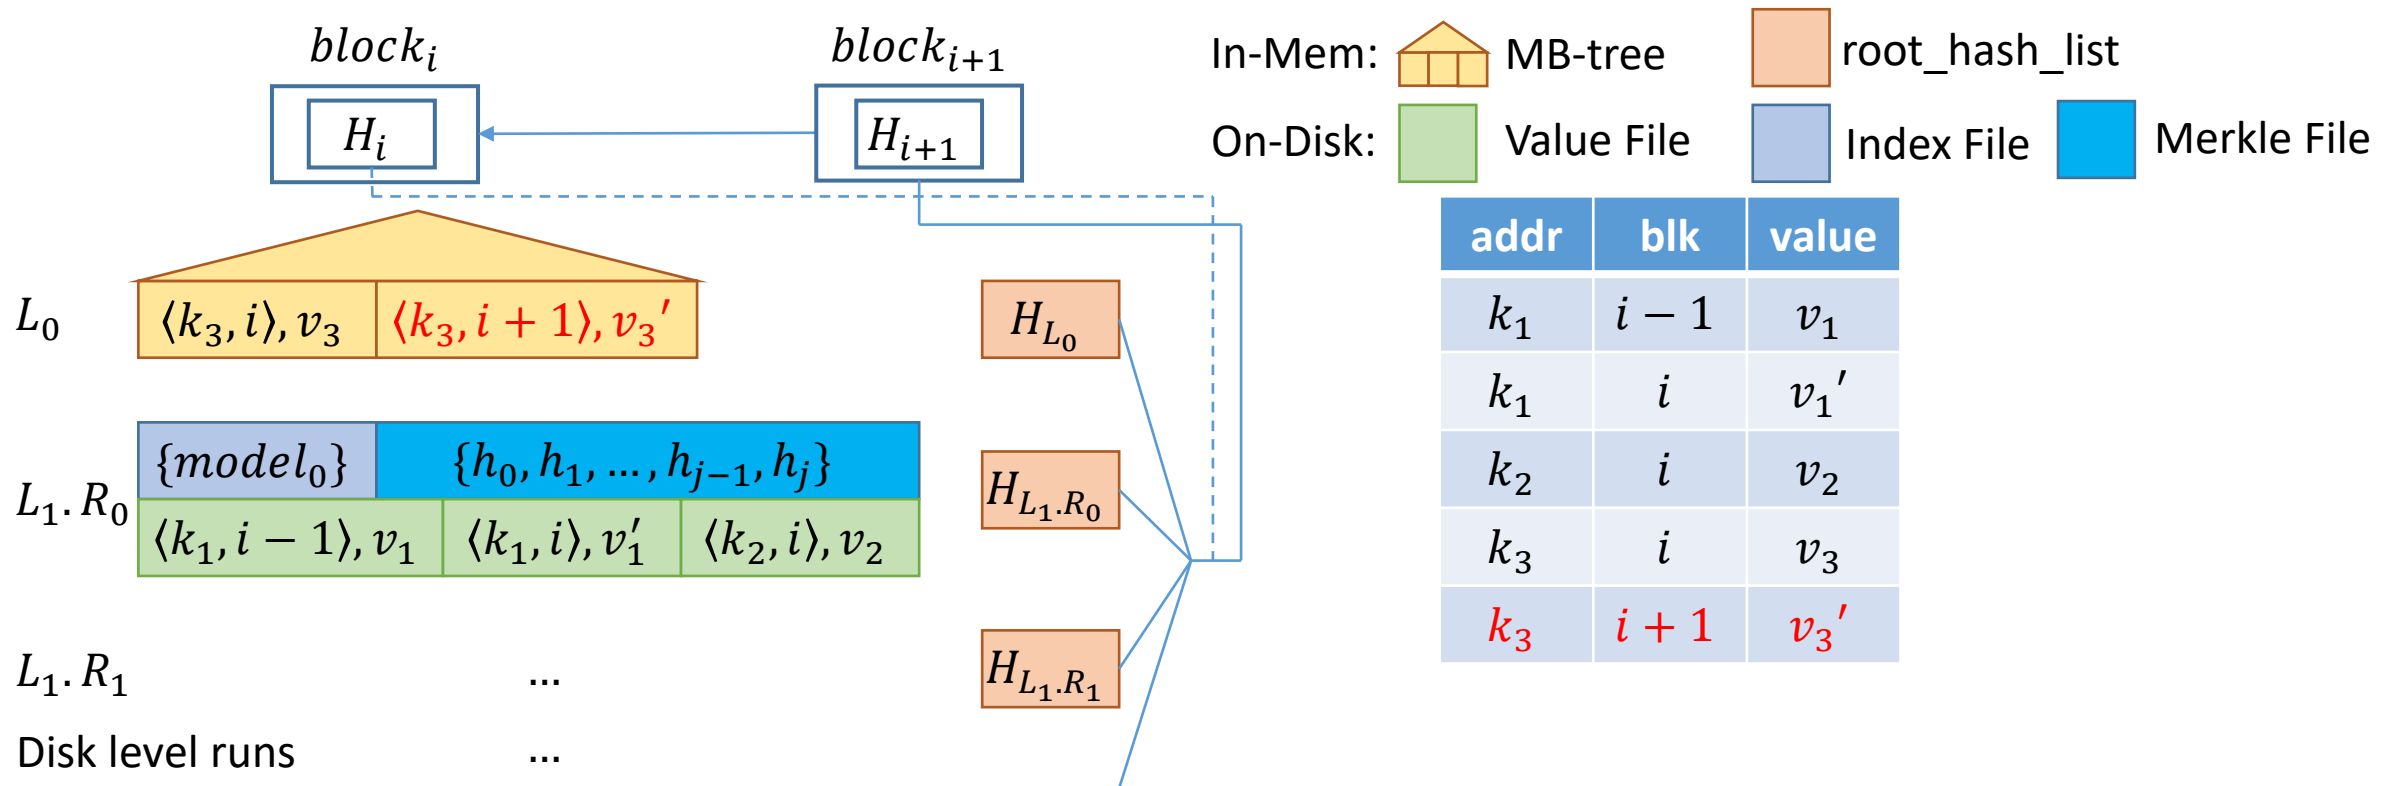 block_i block_{i+1}
H_i H_{i+1}
In-Mem: MB-tree root_hash_list
On-Disk: Value File Index File Merkle File
L_0 ⟨k_3, i⟩, v_3 ⟨k_3, i + 1⟩, v_3′ H_{L_0}
L_1.R_0 {model_0} {h_0, h_1, …, h_{j−1}, h_j} H_{L_1.R_0}
⟨k_1, i − 1⟩, v_1 ⟨k_1, i⟩, v_1′ ⟨k_2, i⟩, v_2
L_1.R_1 ... H_{L_1.R_1}
Disk level runs ...
addr blk value
k_1 i − 1 v_1
k_1 i v_1′
k_2 i v_2
k_3 i v_3
k_3 i + 1 v_3′